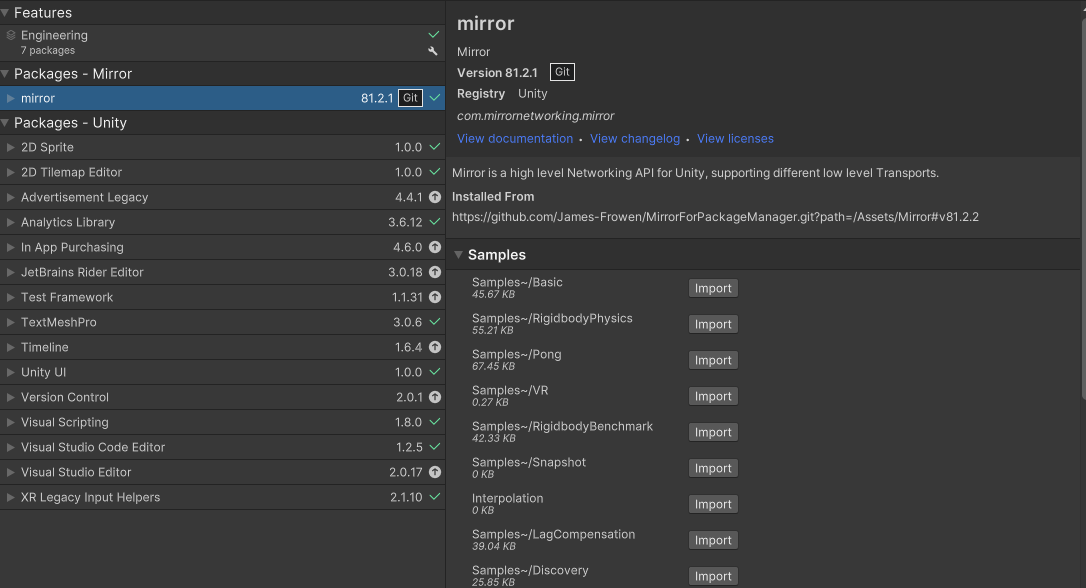 Features
Engineering
7 packages
Packages - Mirror
mirror 81.2.1 Git
Packages - Unity
2D Sprite 1.0.0
2D Tilemap Editor 1.0.0
Advertisement Legacy 4.4.1
Analytics Library 3.6.12
In App Purchasing 4.6.0
JetBrains Rider Editor 3.0.18
Test Framework 1.1.31
TextMeshPro 3.0.6
Timeline 1.6.4
Unity UI 1.0.0
Version Control 2.0.1
Visual Scripting 1.8.0
Visual Studio Code Editor 1.2.5
Visual Studio Editor 2.0.17
XR Legacy Input Helpers 2.1.10
mirror
Mirror
Version 81.2.1 Git
Registry Unity
com.mirrornetworking.mirror
View documentation • View changelog • View licenses
Mirror is a high level Networking API for Unity, supporting different low level Transports.
Installed From
https://github.com/James-Frowen/MirrorForPackageManager.git?path=/Assets/Mirror#v81.2.2
Samples
Samples~/Basic Import
45.67 KB
Samples~/RigidbodyPhysics Import
55.21 KB
Samples~/Pong Import
67.45 KB
Samples~/VR Import
0.27 KB
Samples~/RigidbodyBenchmark Import
42.33 KB
Samples~/Snapshot Import
0 KB
Interpolation Import
0 KB
Samples~/LagCompensation Import
39.04 KB
Samples~/Discovery Import
25.85 KB